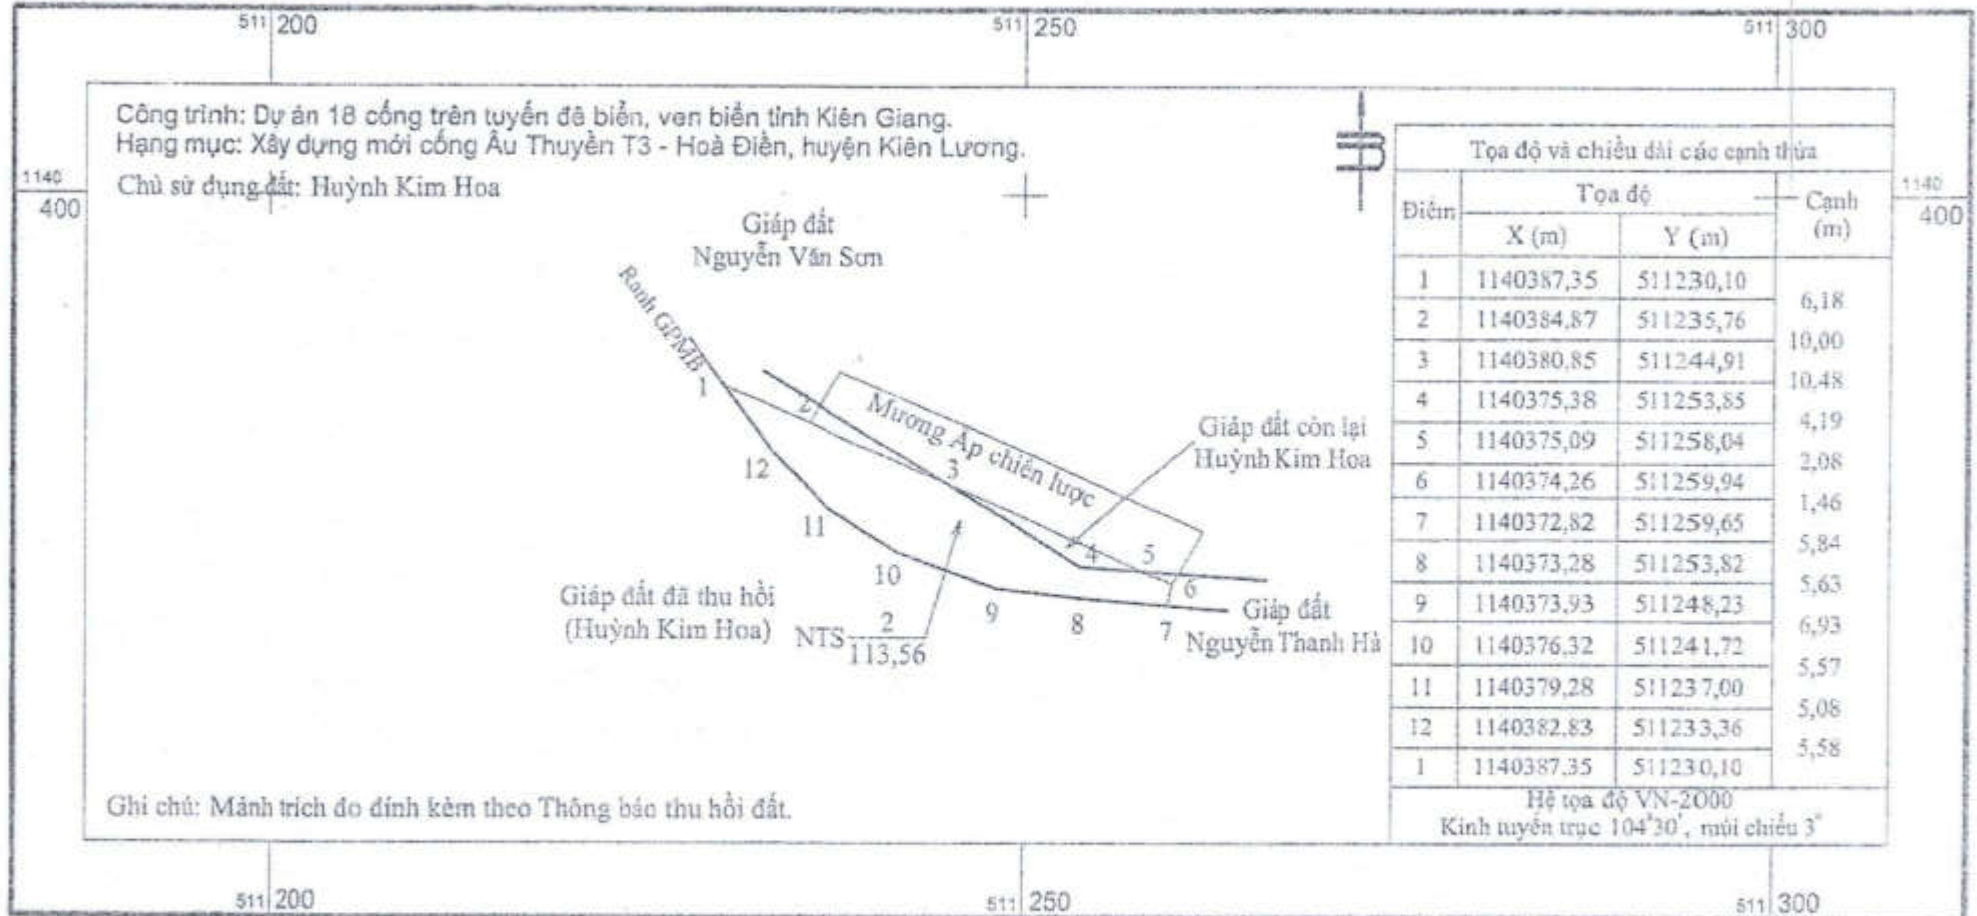 511 200
511 250
511 300
Công trình: Dự án 18 cống trên tuyến đê biển, ven biển tỉnh Kiên Giang.
Hạng mục: Xây dựng mới cống Âu Thuyền T3 - Hoà Điền, huyện Kiên Lương.
Chủ sử dụng đất: Huỳnh Kim Hoa
1140
400
1140
400
B
Giáp đất
Nguyễn Văn Sơn
Ranh GPMB
1
2
Mương Ấp chiến lược
3
Giáp đất còn lại
Huỳnh Kim Hoa
12
11
10
9
8
7
4
5
6
Giáp đất đã thu hồi
(Huỳnh Kim Hoa)
NTS 2
113,56
Giáp đất
Nguyễn Thanh Hà
Tọa độ và chiều dài các cạnh thửa
Điểm
Tọa độ
Cạnh
(m)
X (m) Y (m)
1 1140387,35 511230,10
6,18
2 1140384,87 511235,76
10,00
3 1140380,85 511244,91
10,48
4 1140375,38 511253,85
4,19
5 1140375,09 511258,04
2,08
6 1140374,26 511259,94
1,46
7 1140372,82 511259,65
5,84
8 1140373,28 511253,82
5,63
9 1140373,93 511248,23
6,93
10 1140376,32 511241,72
5,57
11 1140379,28 511237,00
5,08
12 1140382,83 511233,36
5,58
1 1140387,35 511230,10
Hệ tọa độ VN-2000
Kinh tuyến trục 104°30', múi chiếu 3°
Ghi chú: Mảnh trích đo đính kèm theo Thông báo thu hồi đất.
511 200
511 250
511 300